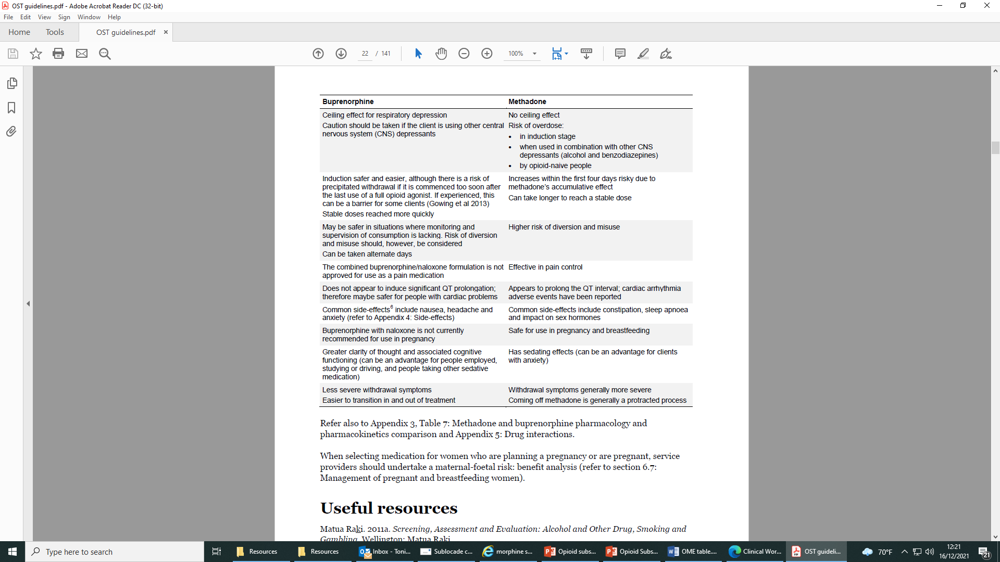 OST guidelines.pdf - Adobe Acrobat Reader DC (32-bit)
File Edit View Sign Window Help
Home Tools OST guidelines.pdf ×
22 / 141 100%
Buprenorphine Methadone
Ceiling effect for respiratory depression No ceiling effect
Caution should be taken if the client is using other central Risk of overdose:
nervous system (CNS) depressants
• in induction stage
• when used in combination with other CNS
depressants (alcohol and benzodiazepines)
• by opioid-naive people
Induction safer and easier, although there is a risk of Increases within the first four days risky due to
precipitated withdrawal if it is commenced too soon after methadone's accumulative effect
the last use of a full opioid agonist. If experienced, this Can take longer to reach a stable dose
can be a barrier for some clients (Gowing et al 2013)
Stable doses reached more quickly
May be safer in situations where monitoring and Higher risk of diversion and misuse
supervision of consumption is lacking. Risk of diversion
and misuse should, however, be considered
Can be taken alternate days
The combined buprenorphine/naloxone formulation is not Effective in pain control
approved for use as a pain medication
Does not appear to induce significant QT prolongation; Appears to prolong the QT interval; cardiac arrhythmia
therefore maybe safer for people with cardiac problems adverse events have been reported
Common side-effects6 include nausea, headache and Common side-effects include constipation, sleep apnoea
anxiety (refer to Appendix 4: Side-effects) and impact on sex hormones
Buprenorphine with naloxone is not currently Safe for use in pregnancy and breastfeeding
recommended for use in pregnancy
Greater clarity of thought and associated cognitive Has sedating effects (can be an advantage for clients
functioning (can be an advantage for people employed, with anxiety)
studying or driving, and people taking other sedative
medication)
Less severe withdrawal symptoms Withdrawal symptoms generally more severe
Easier to transition in and out of treatment Coming off methadone is generally a protracted process
Refer also to Appendix 3, Table 7: Methadone and buprenorphine pharmacology and
pharmacokinetics comparison and Appendix 5: Drug interactions.
When selecting medication for women who are planning a pregnancy or are pregnant, service
providers should undertake a maternal-foetal risk: benefit analysis (refer to section 6.7:
Management of pregnant and breastfeeding women).
Useful resources
Matua Raki. 2011a. Screening, Assessment and Evaluation: Alcohol and Other Drug, Smoking and
Gambling. Wellington: Matua Raki.
Type here to search Resources Resources Inbox - Toni... Sublocade c... morphine s... Opioid subs... Opioid Subs... OME table.... Clinical Wor... OST guideli... 70°F 12:21
16/12/2021 21